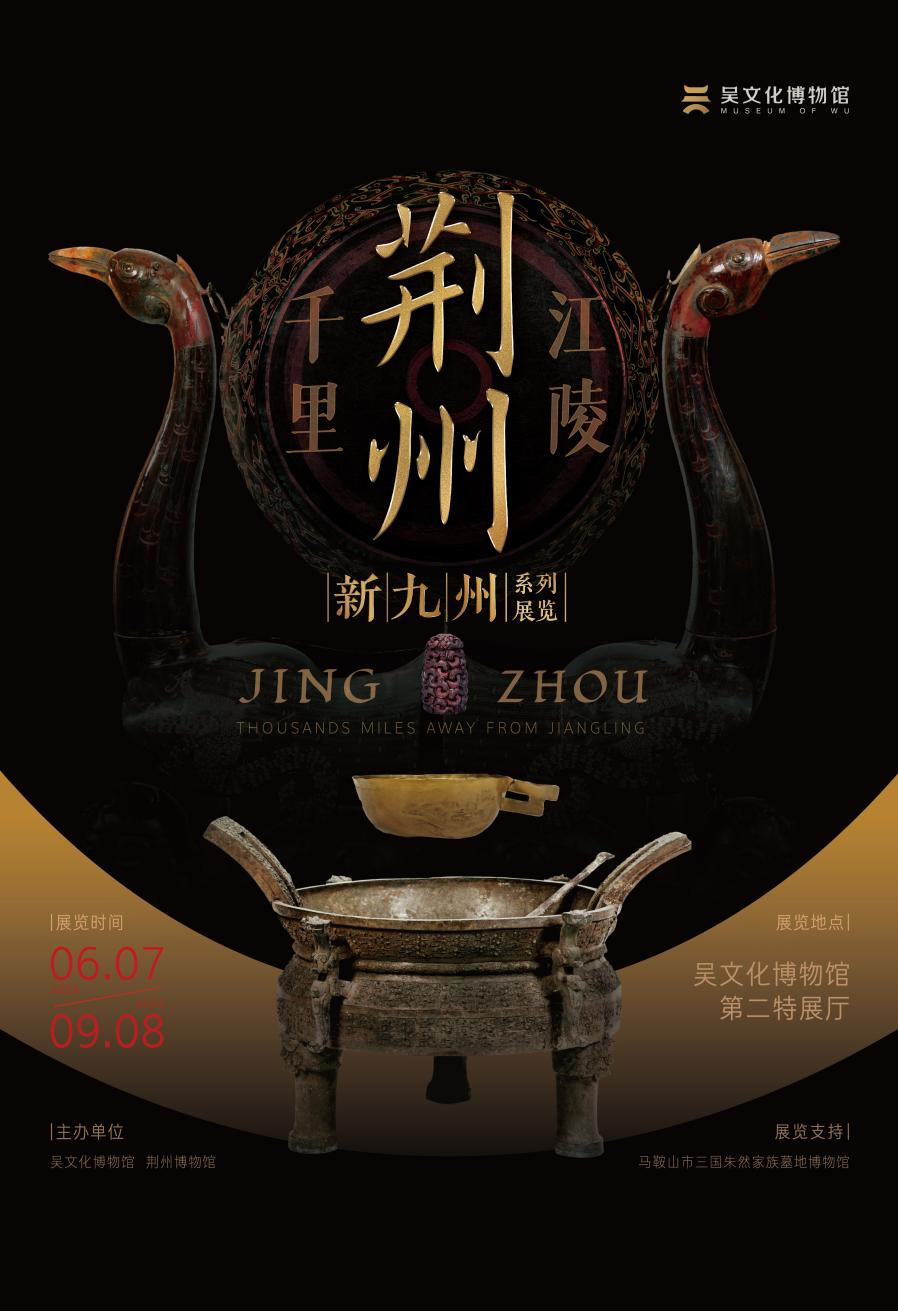 吴文化博物馆
MUSEUM OF WU
荆州
千里江陵
新九州系列展览
JING ZHOU
THOUSANDS MILES AWAY FROM JIANGLING
展览时间
06.07
09.08
展览地点
吴文化博物馆
第二特展厅
主办单位
吴文化博物馆 荆州博物馆
展览支持
马鞍山市三国朱然家族墓地博物馆